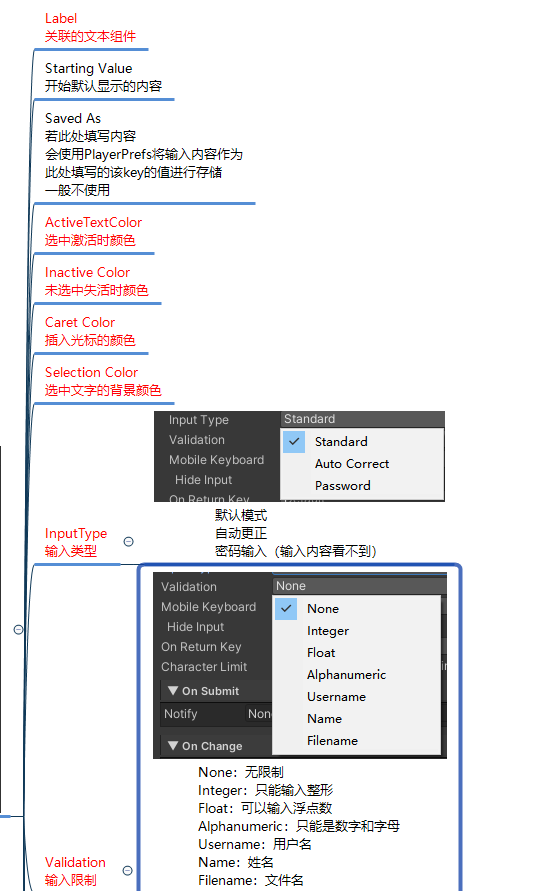 Label
关联的文本组件
Starting Value
开始默认显示的内容
Saved As
若此处填写内容
会使用PlayerPrefs将输入内容作为
此处填写的该key的值进行存储
一般不使用
ActiveTextColor
选中激活时颜色
Inactive Color
未选中失活时颜色
Caret Color
插入光标的颜色
Selection Color
选中文字的背景颜色
Input Type Standard
Validation Standard
Mobile Keyboard Auto Correct
Hide Input Password
On Return Key
InputType
输入类型
默认模式
自动更正
密码输入（输入内容看不到）
Validation None
Mobile Keyboard None
Hide Input Integer
On Return Key Float
Character Limit Alphanumeric
On Submit Username
Notify Name
On Change Filename
None：无限制
Integer：只能输入整形
Float：可以输入浮点数
Alphanumeric：只能是数字和字母
Username：用户名
Name：姓名
Filename：文件名
Validation
输入限制